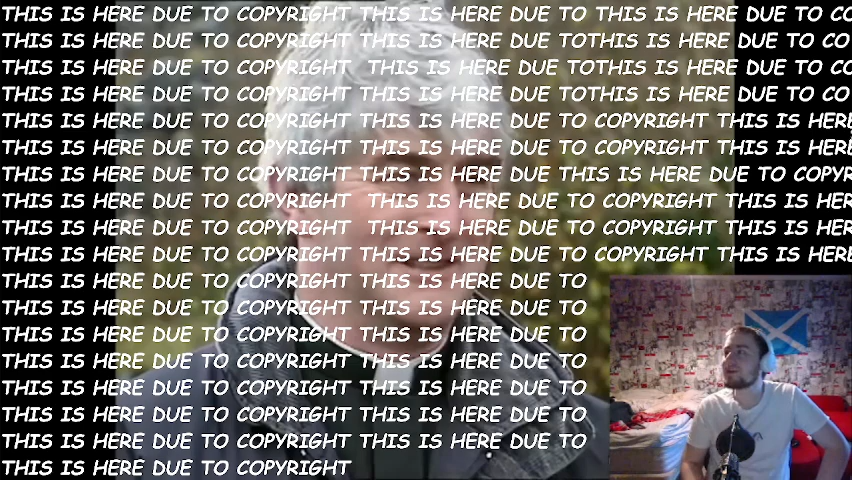 THIS IS HERE DUE TO COPYRIGHT THIS IS HERE DUE TO THIS IS HERE DUE TO CO
THIS IS HERE DUE TO COPYRIGHT THIS IS HERE DUE TOTHIS IS HERE DUE TO CO
THIS IS HERE DUE TO COPYRIGHT  THIS IS HERE DUE TOTHIS IS HERE DUE TO CO
THIS IS HERE DUE TO COPYRIGHT THIS IS HERE DUE TOTHIS IS HERE DUE TO CO
THIS IS HERE DUE TO COPYRIGHT THIS IS HERE DUE TO COPYRIGHT THIS IS HERE
THIS IS HERE DUE TO COPYRIGHT THIS IS HERE DUE TO COPYRIGHT THIS IS HERE
THIS IS HERE DUE TO COPYRIGHT THIS IS HERE DUE THIS IS HERE DUE TO COPYR
THIS IS HERE DUE TO COPYRIGHT  THIS IS HERE DUE TO COPYRIGHT THIS IS HER
THIS IS HERE DUE TO COPYRIGHT  THIS IS HERE DUE TO COPYRIGHT THIS IS HER
THIS IS HERE DUE TO COPYRIGHT THIS IS HERE DUE TO COPYRIGHT THIS IS HERE
THIS IS HERE DUE TO COPYRIGHT THIS IS HERE DUE TO
THIS IS HERE DUE TO COPYRIGHT THIS IS HERE DUE TO
THIS IS HERE DUE TO COPYRIGHT THIS IS HERE DUE TO
THIS IS HERE DUE TO COPYRIGHT THIS IS HERE DUE TO
THIS IS HERE DUE TO COPYRIGHT THIS IS HERE DUE TO
THIS IS HERE DUE TO COPYRIGHT THIS IS HERE DUE TO
THIS IS HERE DUE TO COPYRIGHT THIS IS HERE DUE TO
THIS IS HERE DUE TO COPYRIGHT